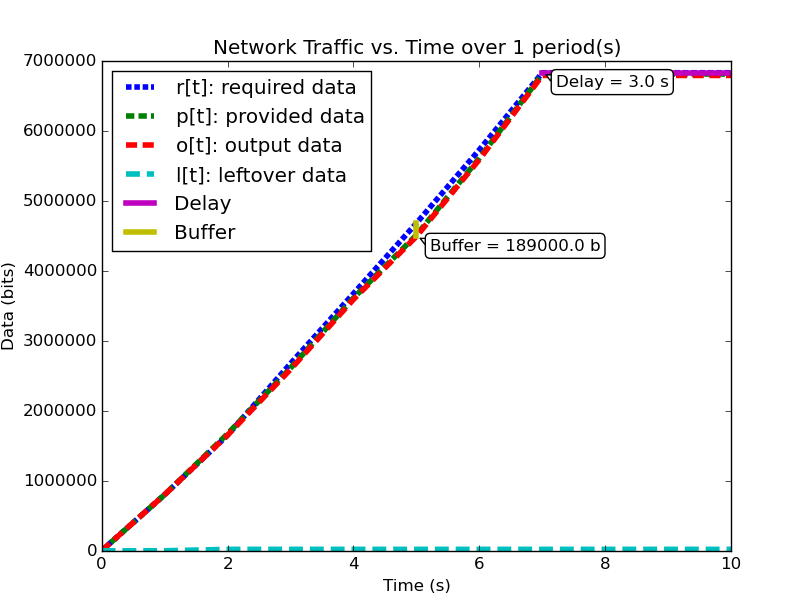 Network Traffic vs. Time over 1 period(s)
7000000
6000000
5000000
4000000
3000000
2000000
1000000
0
Data (bits)
r[t]: required data
p[t]: provided data
o[t]: output data
l[t]: leftover data
Delay
Buffer
Delay = 3.0 s
Buffer = 189000.0 b
0 2 4 6 8 10
Time (s)